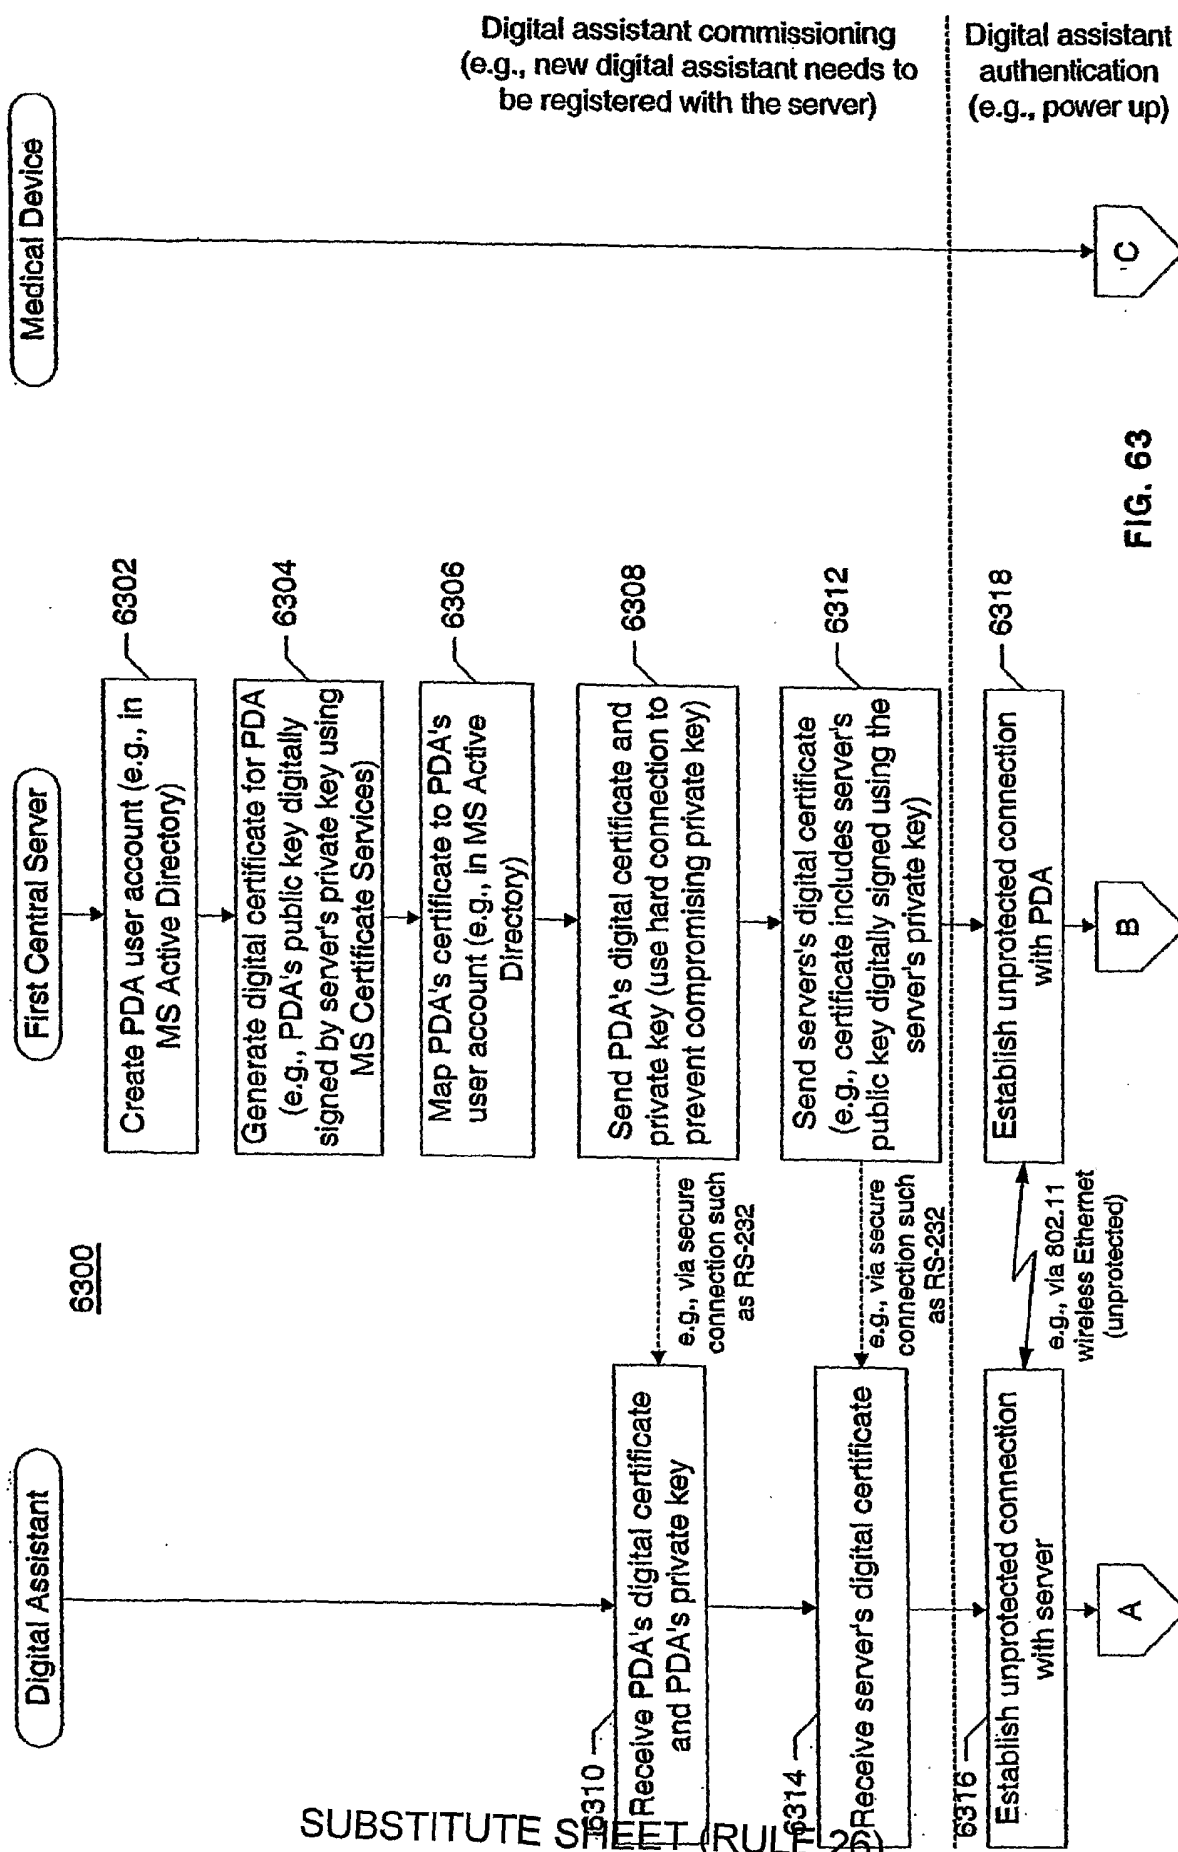 Digital Assistant
First Central Server
Medical Device
6300
Digital assistant commissioning
(e.g., new digital assistant needs to
be registered with the server)
Create PDA user account (e.g., in
MS Active Directory)
6302
Generate digital certificate for PDA
(e.g., PDA's public key digitally
signed by server's private key using
MS Certificate Services)
6304
Map PDA's certificate to PDA's
user account (e.g., in MS Active
Directory)
6306
Send PDA's digital certificate and
private key (use hard connection to
prevent compromising private key)
6308
e.g., via secure
connection such
as RS-232
6310
Receive PDA's digital certificate
and PDA's private key
Send servers's digital certificate
(e.g., certificate includes server's
public key digitally signed using the
server's private key)
6312
e.g., via secure
connection such
as RS-232
6314
Receive server's digital certificate
Digital assistant
authentication
(e.g., power up)
6316
Establish unprotected connection
with server
e.g., via 802.11
wireless Ethernet
(unprotected)
Establish unprotected connection
with PDA
6318
A
B
C
FIG. 63
SUBSTITUTE SHEET (RULE 26)